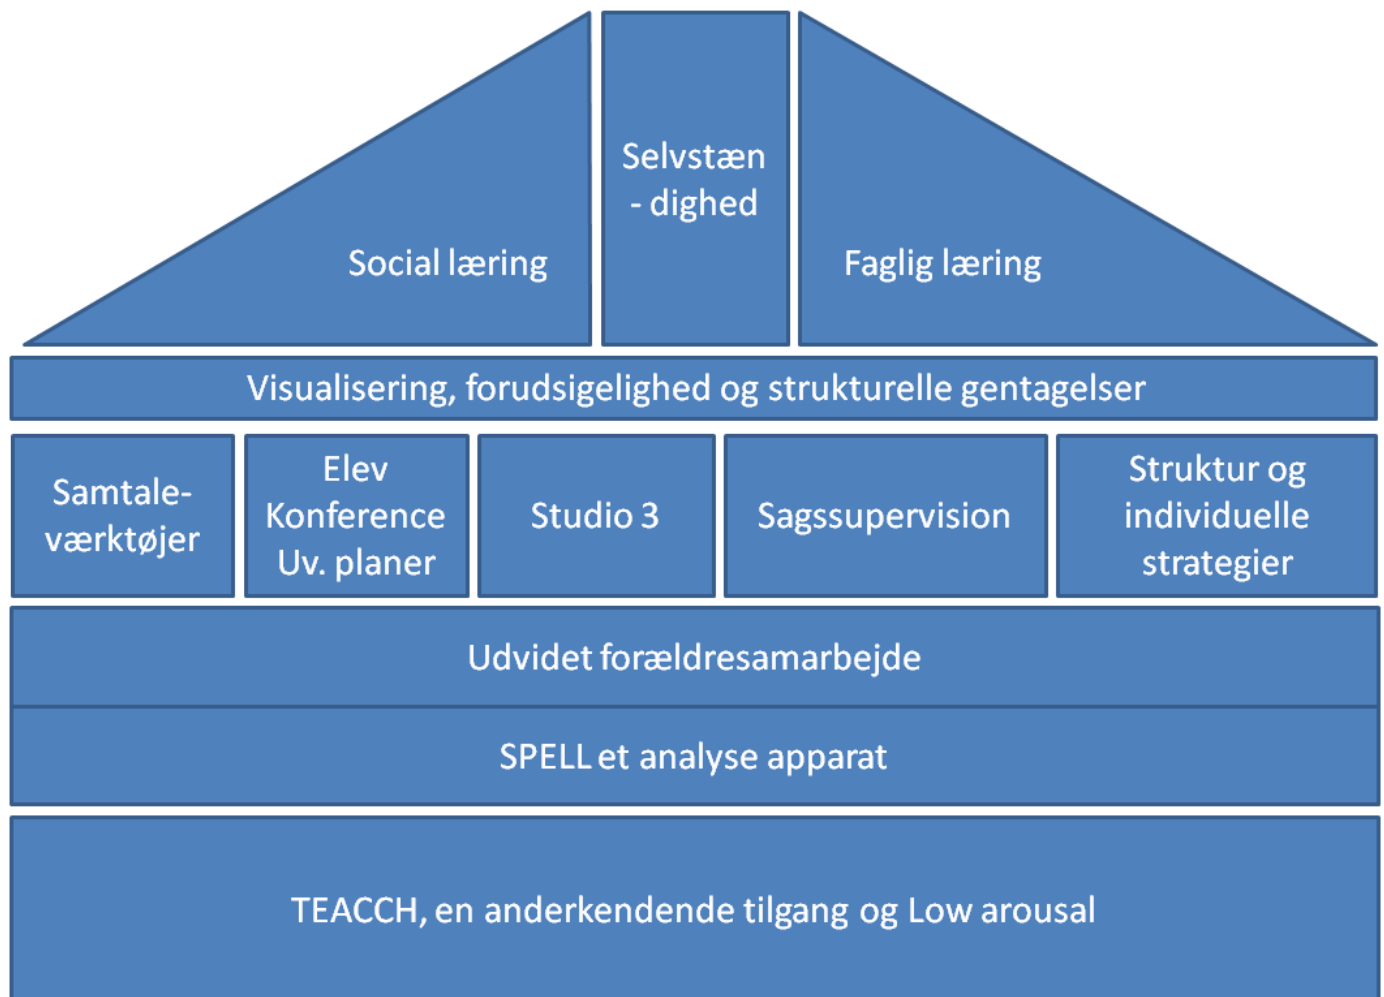 Selvstæn
- dighed
Social læring
Faglig læring
Visualisering, forudsigelighed og strukturelle gentagelser
Samtale-
værktøjer
Elev
Konference
Uv. planer
Studio 3
Sagssupervision
Struktur og
individuelle
strategier
Udvidet forældresamarbejde
SPELL et analyse apparat
TEACCH, en anderkendende tilgang og Low arousal